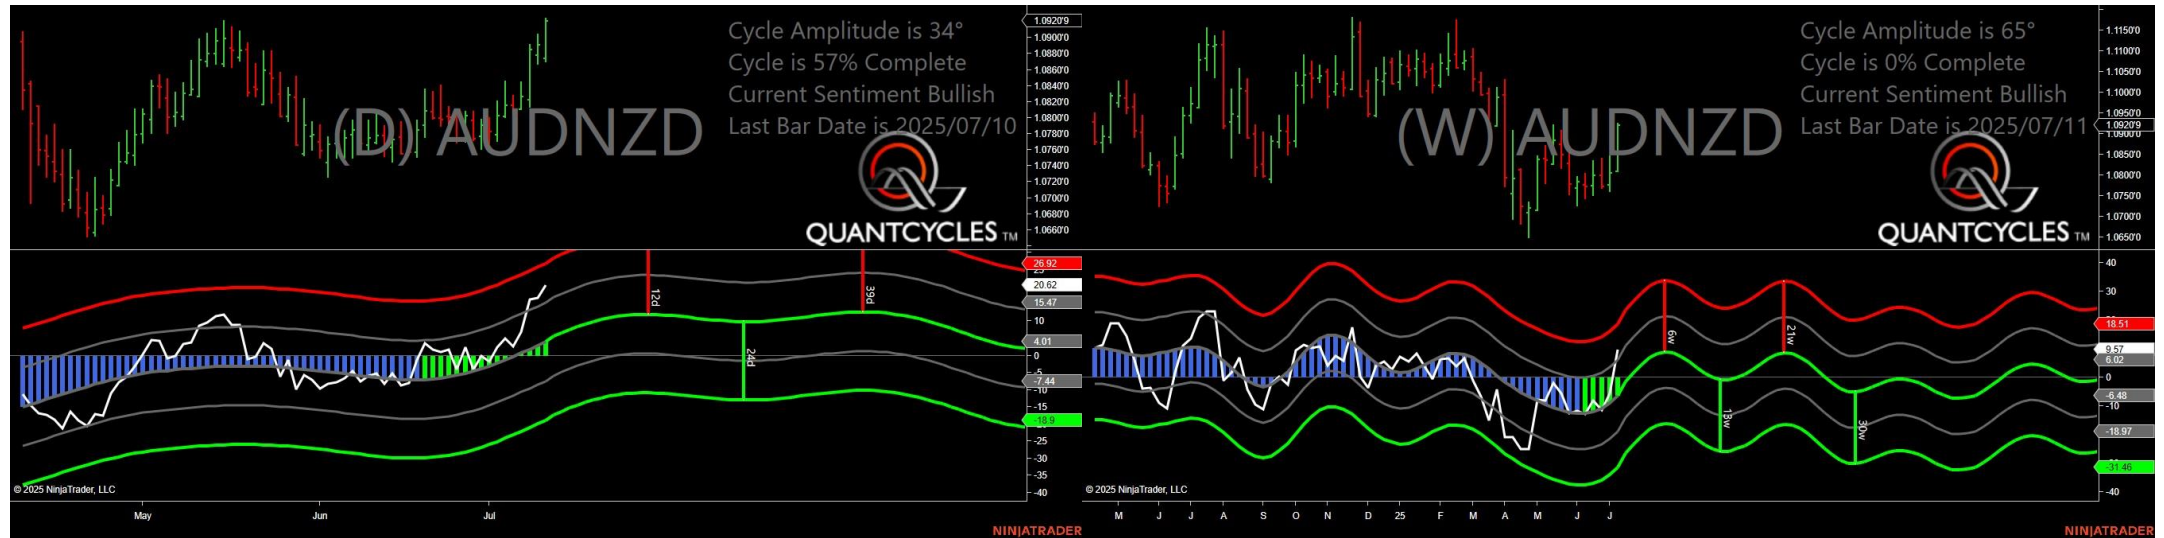 Cycle Amplitude is 34°
Cycle is 57% Complete
Current Sentiment Bullish
Last Bar Date is 2025/07/10
(D) AUDNZD
QUANTCYCLES TM
1.0920'9
1.0900'0
1.0880'0
1.0860'0
1.0840'0
1.0820'0
1.0800'0
1.0780'0
1.0760'0
1.0740'0
1.0720'0
1.0700'0
1.0680'0
1.0660'0
12d
24d
39d
26.92
25
20.62
15.47
10
4.01
0
-5
-7.44
-10
-15
-18.9
-25
-30
-35
-40
© 2025 NinjaTrader, LLC
May
Jun
Jul
NINJATRADER
Cycle Amplitude is 65°
Cycle is 0% Complete
Current Sentiment Bullish
Last Bar Date is 2025/07/11
(W) AUDNZD
QUANTCYCLES TM
1.1150'0
1.1100'0
1.1050'0
1.1000'0
1.0950'0
1.0920'9
1.0900'0
1.0850'0
1.0800'0
1.0750'0
1.0700'0
1.0650'0
6w
13w
21w
30w
40
30
18.51
9.57
6.02
0
-6.48
-10
-18.97
-31.46
-40
© 2025 NinjaTrader, LLC
M
J
J
A
S
O
N
D
25
F
M
A
M
J
J
NINJATRADER